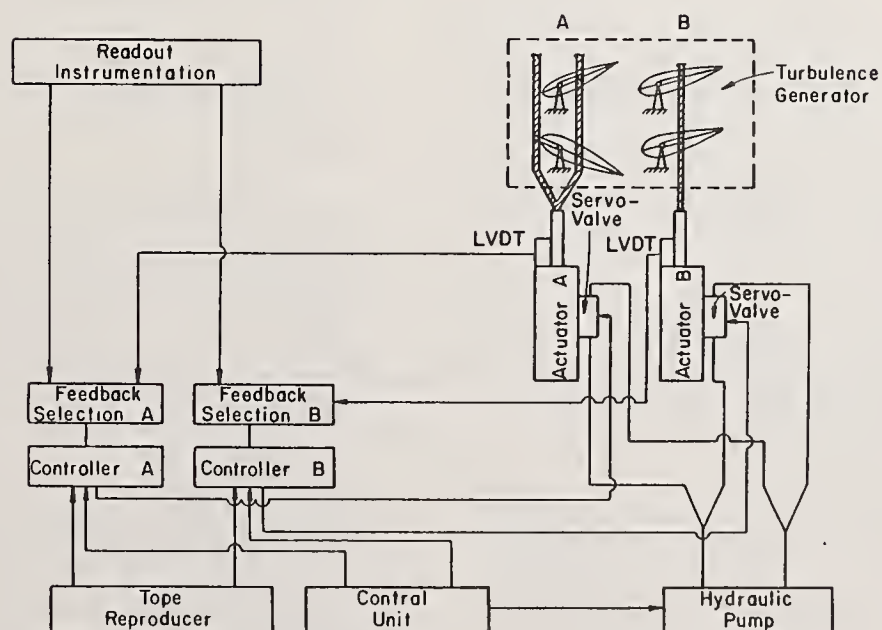 A B
Readout
Instrumentation
Turbulence
Generator
Servo-
Valve
LVDT
LVDT
Actuator A
Actuator B
Servo-
Valve
Feedback
Selection A
Feedback
Selection B
Controller A
Controller B
Tope
Reproducer
Control
Unit
Hydraulic
Pump